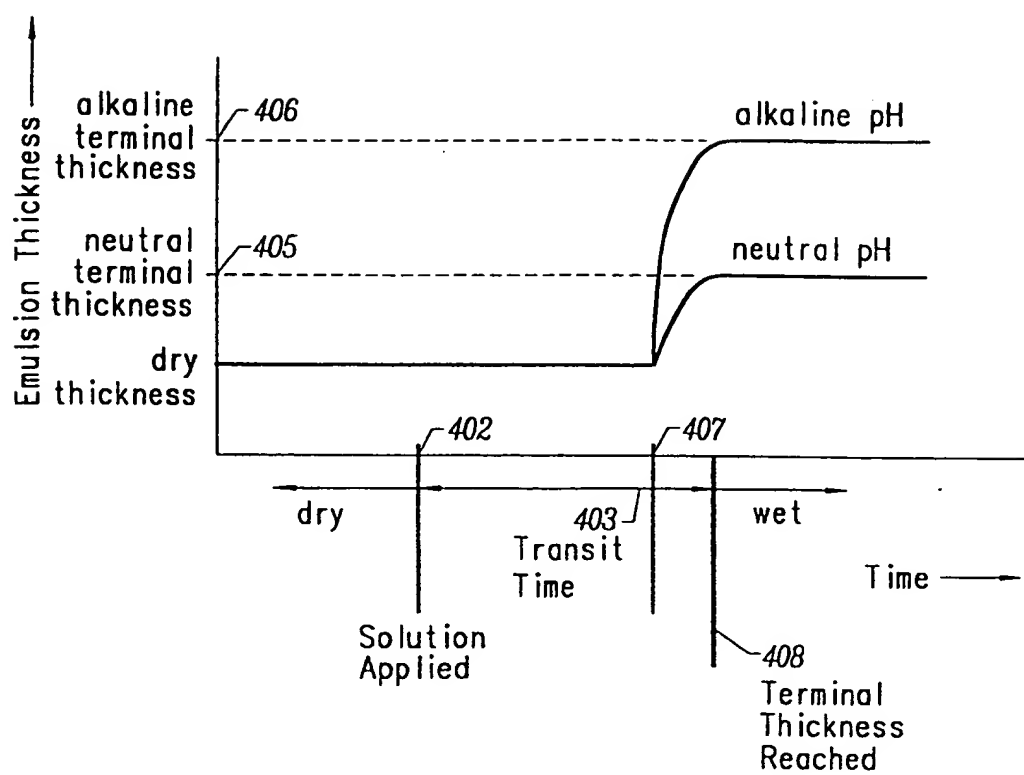 Emulsion Thickness
alkaline
terminal
thickness
406
alkaline pH
neutral
terminal
thickness
405
neutral pH
dry
thickness
402
407
dry
403
wet
Transit
Time
Time
Solution
Applied
408
Terminal
Thickness
Reached